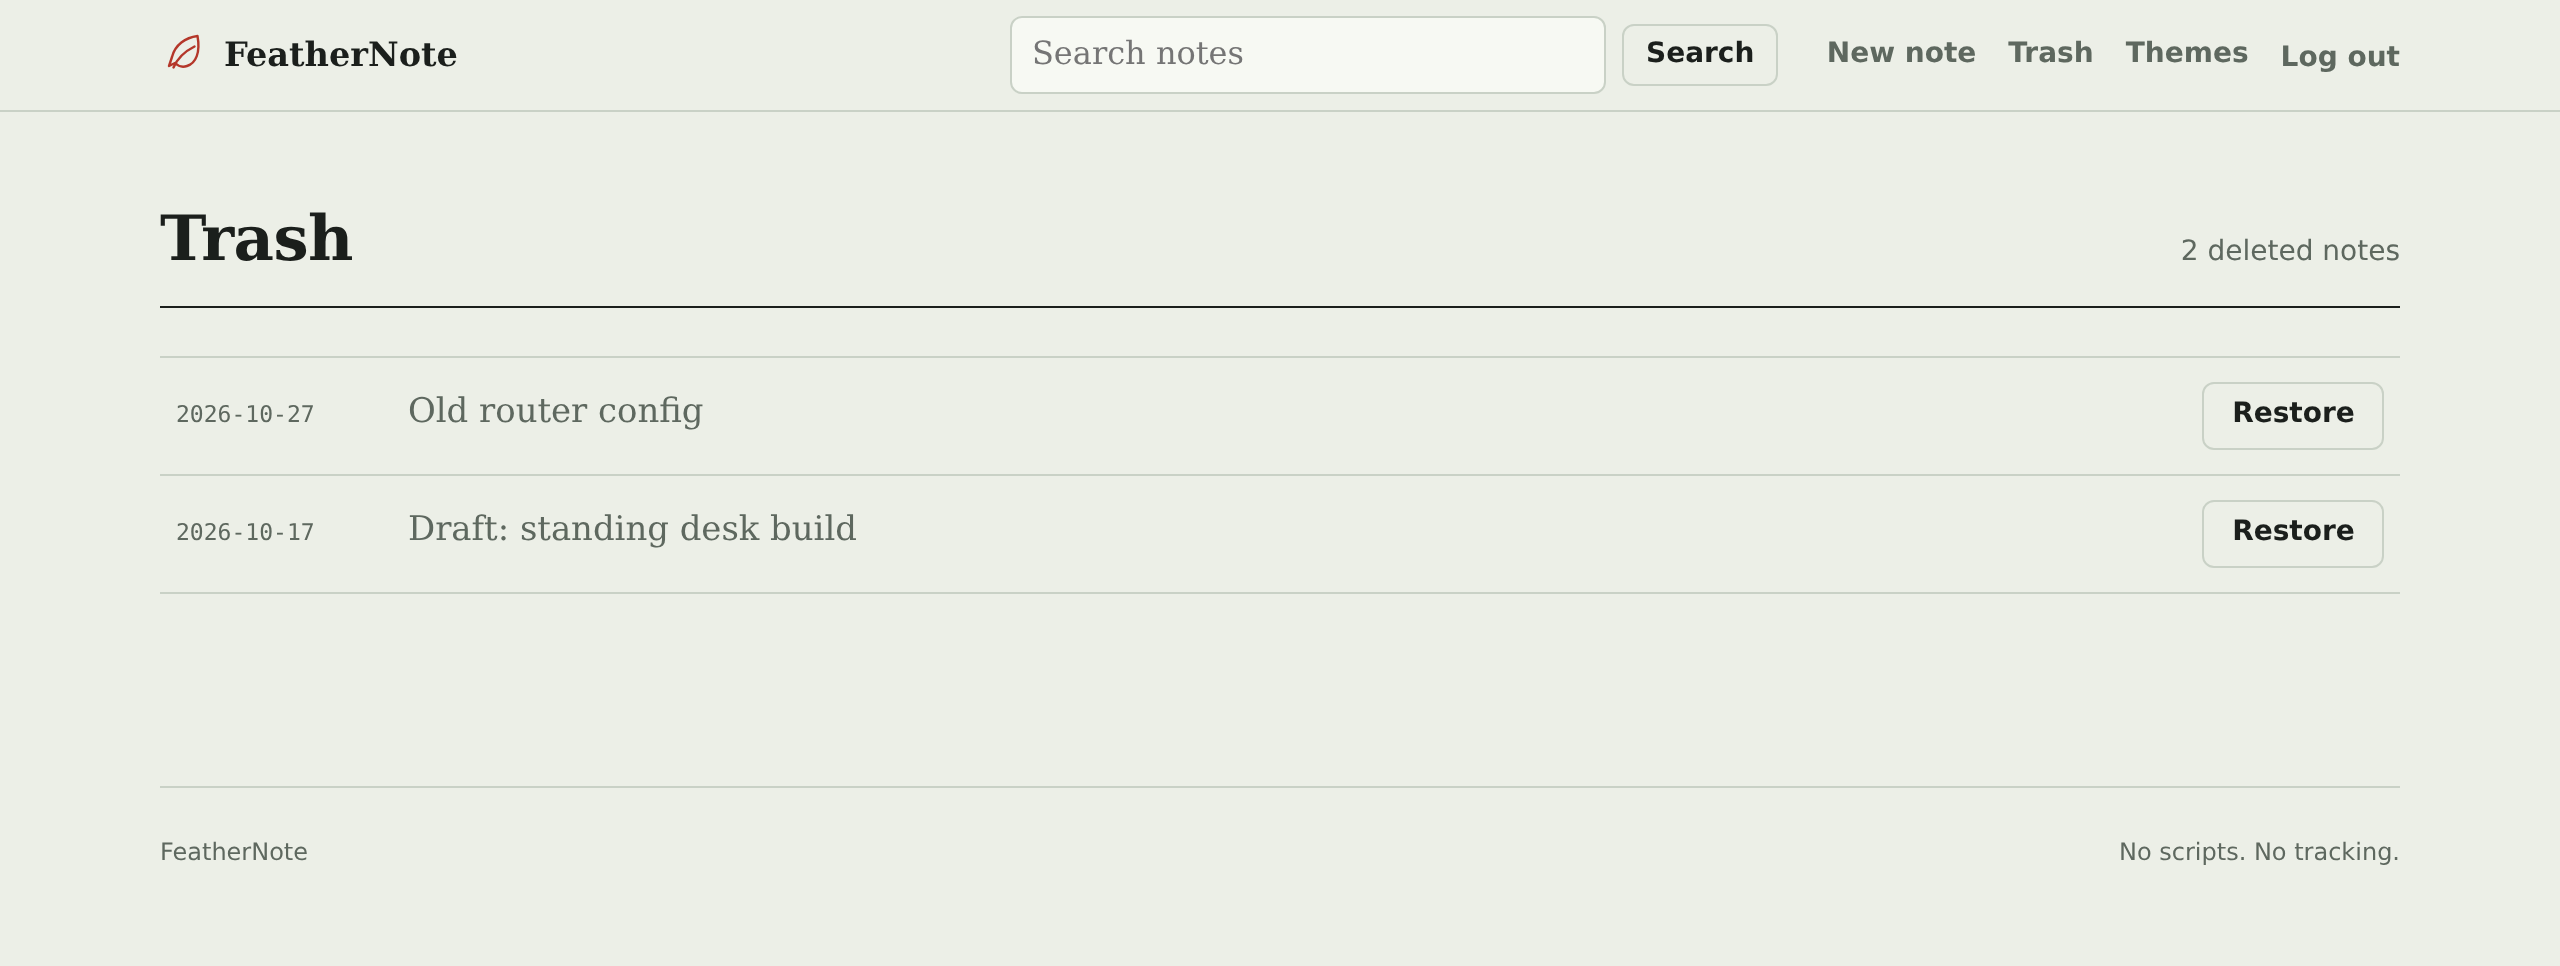 FeatherNote
Search notes
Search
New note
Trash
Themes
Log out
Trash
2 deleted notes
2026-10-27 Old router config Restore
2026-10-17 Draft: standing desk build Restore
FeatherNote
No scripts. No tracking.